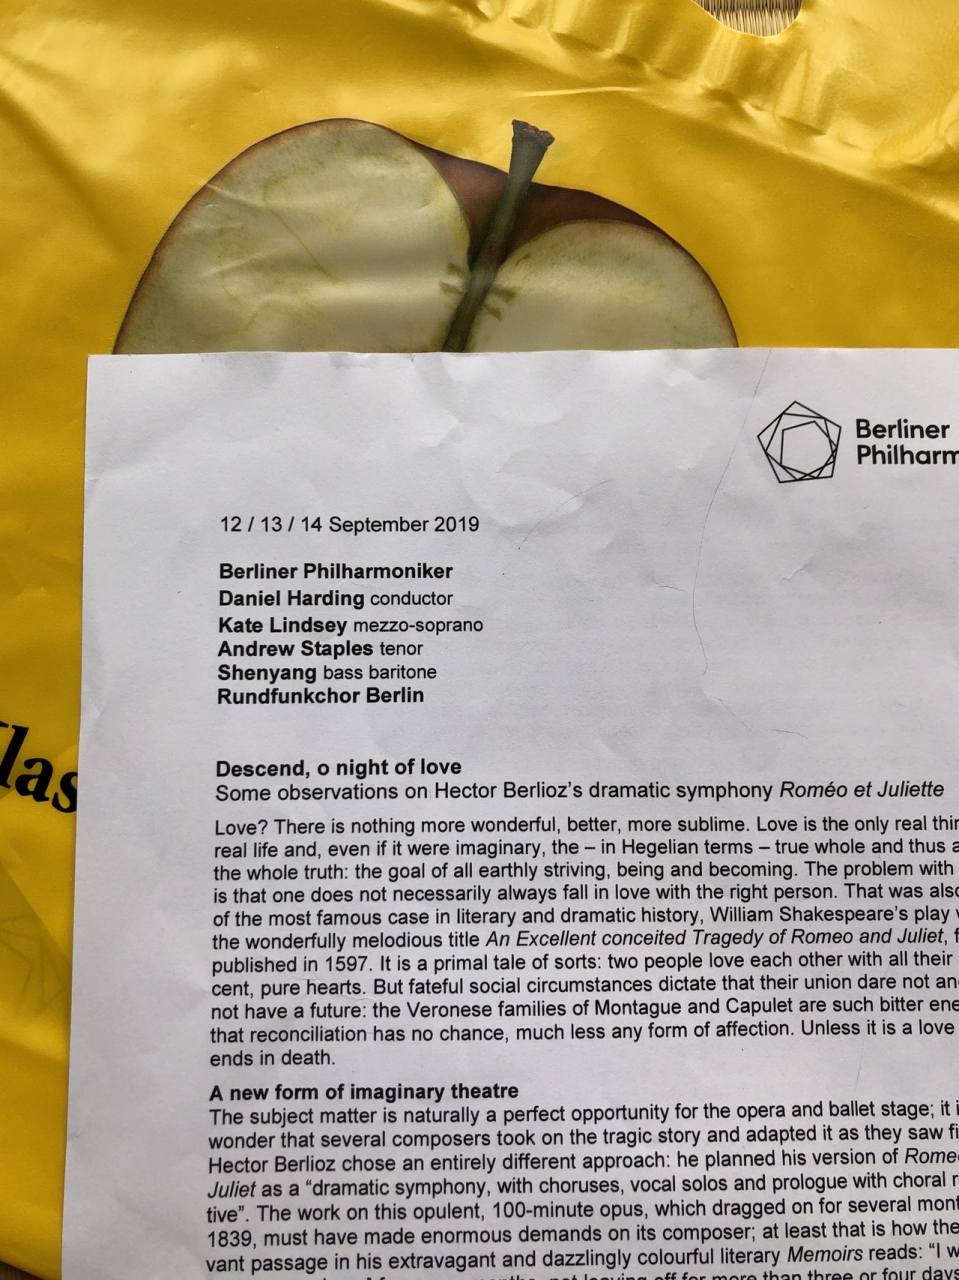 Berliner
Philharm
12 / 13 / 14 September 2019
Berliner Philharmoniker
Daniel Harding conductor
Kate Lindsey mezzo-soprano
Andrew Staples tenor
Shenyang bass baritone
Rundfunkchor Berlin
las
Descend, o night of love
Some observations on Hector Berlioz’s dramatic symphony Roméo et Juliette
Love? There is nothing more wonderful, better, more sublime. Love is the only real thin
real life and, even if it were imaginary, the – in Hegelian terms – true whole and thus a
the whole truth: the goal of all earthly striving, being and becoming. The problem with
is that one does not necessarily always fall in love with the right person. That was also
of the most famous case in literary and dramatic history, William Shakespeare’s play
the wonderfully melodious title An Excellent conceited Tragedy of Romeo and Juliet, f
published in 1597. It is a primal tale of sorts: two people love each other with all their
cent, pure hearts. But fateful social circumstances dictate that their union dare not an
not have a future: the Veronese families of Montague and Capulet are such bitter ene
that reconciliation has no chance, much less any form of affection. Unless it is a love
ends in death.
A new form of imaginary theatre
The subject matter is naturally a perfect opportunity for the opera and ballet stage; it i
wonder that several composers took on the tragic story and adapted it as they saw fi
Hector Berlioz chose an entirely different approach: he planned his version of Rome
Juliet as a “dramatic symphony, with choruses, vocal solos and prologue with choral r
tive”. The work on this opulent, 100-minute opus, which dragged on for several mont
1839, must have made enormous demands on its composer; at least that is how the
vant passage in his extravagant and dazzlingly colourful literary Memoirs reads: “I w
not leaving off for more than three or four days